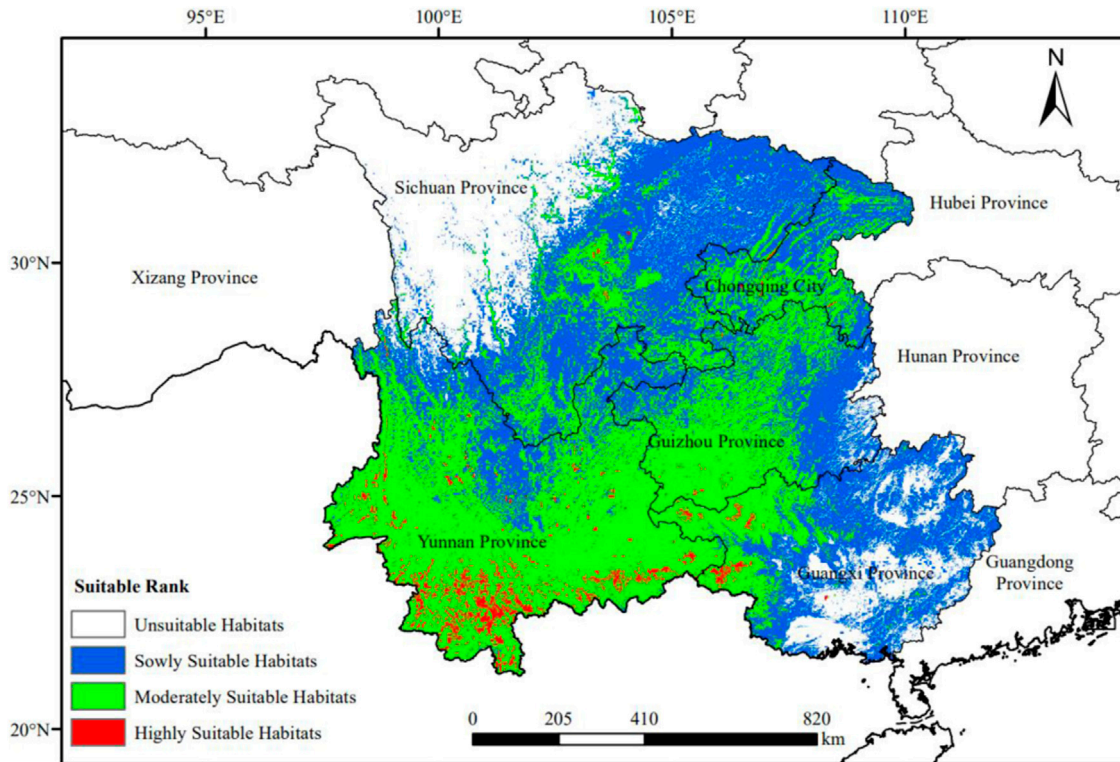 95°E 100°E 105°E 110°E
N
Sichuan Province
Hubei Province
30°N
Xizang Province
Chongqing City
Hunan Province
Guizhou Province
25°N
Yunnan Province
Guangxi Province
Guangdong
Province
Suitable Rank
Unsuitable Habitats
Sowly Suitable Habitats
Moderately Suitable Habitats
Highly Suitable Habitats
20°N
0 205 410 820
km